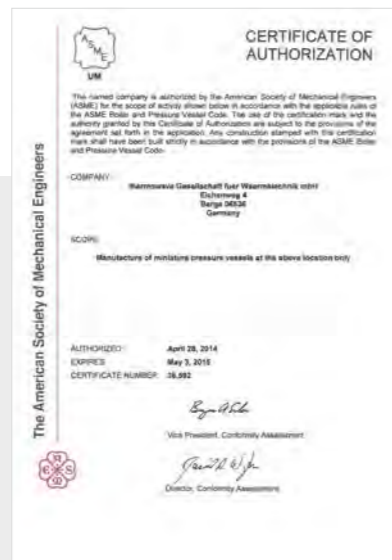 ASME
UM
CERTIFICATE OF
AUTHORIZATION
The named company is authorized by the American Society of Mechanical Engineers
(ASME) for the scope of activity shown below in accordance with the applicable rules of
the ASME Boiler and Pressure Vessel Code. The use of the certification mark and the
authority granted by this Certificate of Authorization are subject to the provisions of the
agreement set forth in the application. Any construction stamped with this certification
mark shall have been built strictly in accordance with the provisions of the ASME Boiler
and Pressure Vessel Code.
COMPANY:
Gesellschaft fuer Waermetechnik mbH
Eichenweg 4
Berga
Germany
SCOPE:
Manufacture of miniature pressure vessels at the above location only
AUTHORIZED:
April 28, 2014
EXPIRES:
May 3, 2015
CERTIFICATE NUMBER:
Vice President, Conformity Assessment
Director, Conformity Assessment
The American Society of Mechanical Engineers